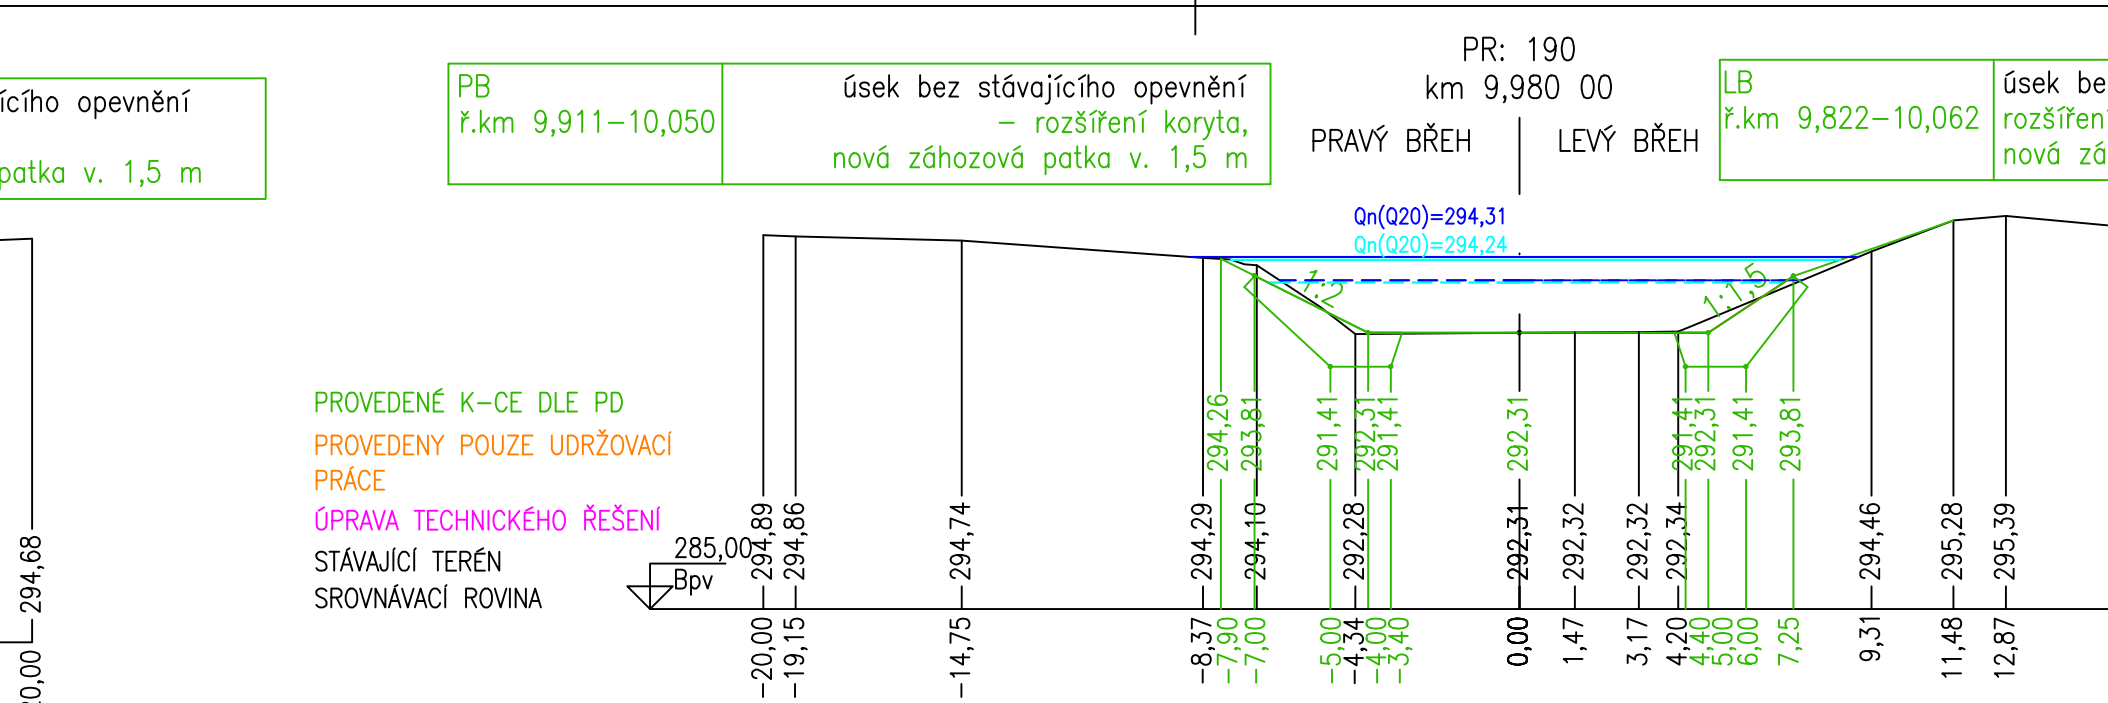 ícího opevnění
patka v. 1,5 m
PB
ř.km 9,911–10,050
úsek bez stávajícího opevnění
– rozšíření koryta,
nová záhozová patka v. 1,5 m
PR: 190
km 9,980 00
PRAVÝ BŘEH
LEVÝ BŘEH
LB
ř.km 9,822–10,062
úsek be
rozšířen
nová zá
Qn(Q20)=294,31
Qn(Q20)=294,24
1:2
1:1,5
PROVEDENÉ K–CE DLE PD
PROVEDENY POUZE UDRŽOVACÍ
PRÁCE
ÚPRAVA TECHNICKÉHO ŘEŠENÍ
STÁVAJÍCÍ TERÉN
SROVNÁVACÍ ROVINA
285,00
Bpv
294,26
293,81
291,41
292,31
291,41
292,31
291,41
292,31
291,41
293,81
294,68
294,89
294,86
294,74
294,29
294,10
292,28
292,31
292,32
292,32
292,34
294,46
295,28
295,39
20,00
–20,00
–19,15
–14,75
–8,37
–7,90
–7,00
–5,00
–4,34
–4,00
–3,40
0,00
1,47
3,17
4,20
4,40
5,00
6,00
7,25
9,31
11,48
12,87